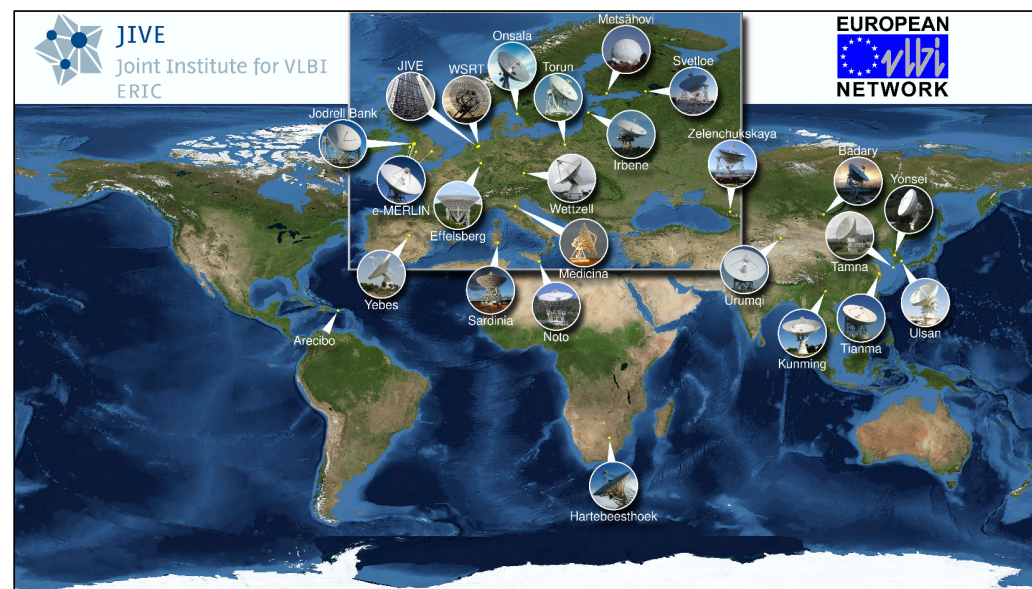 JIVE
Joint Institute for VLBI
ERIC
EUROPEAN
vlbi
NETWORK
Metsähovi
Onsala
JIVE
WSRT
Torun
Svetloe
Jodrell Bank
Zelenchukskaya
Irbene
Badary
Yonsei
e-MERLIN
Wettzell
Effelsberg
Tamna
Medicina
Yebes
Urumqi
Sardinia
Noto
Arecibo
Kunming
Tianma
Ulsan
Hartebeesthoek